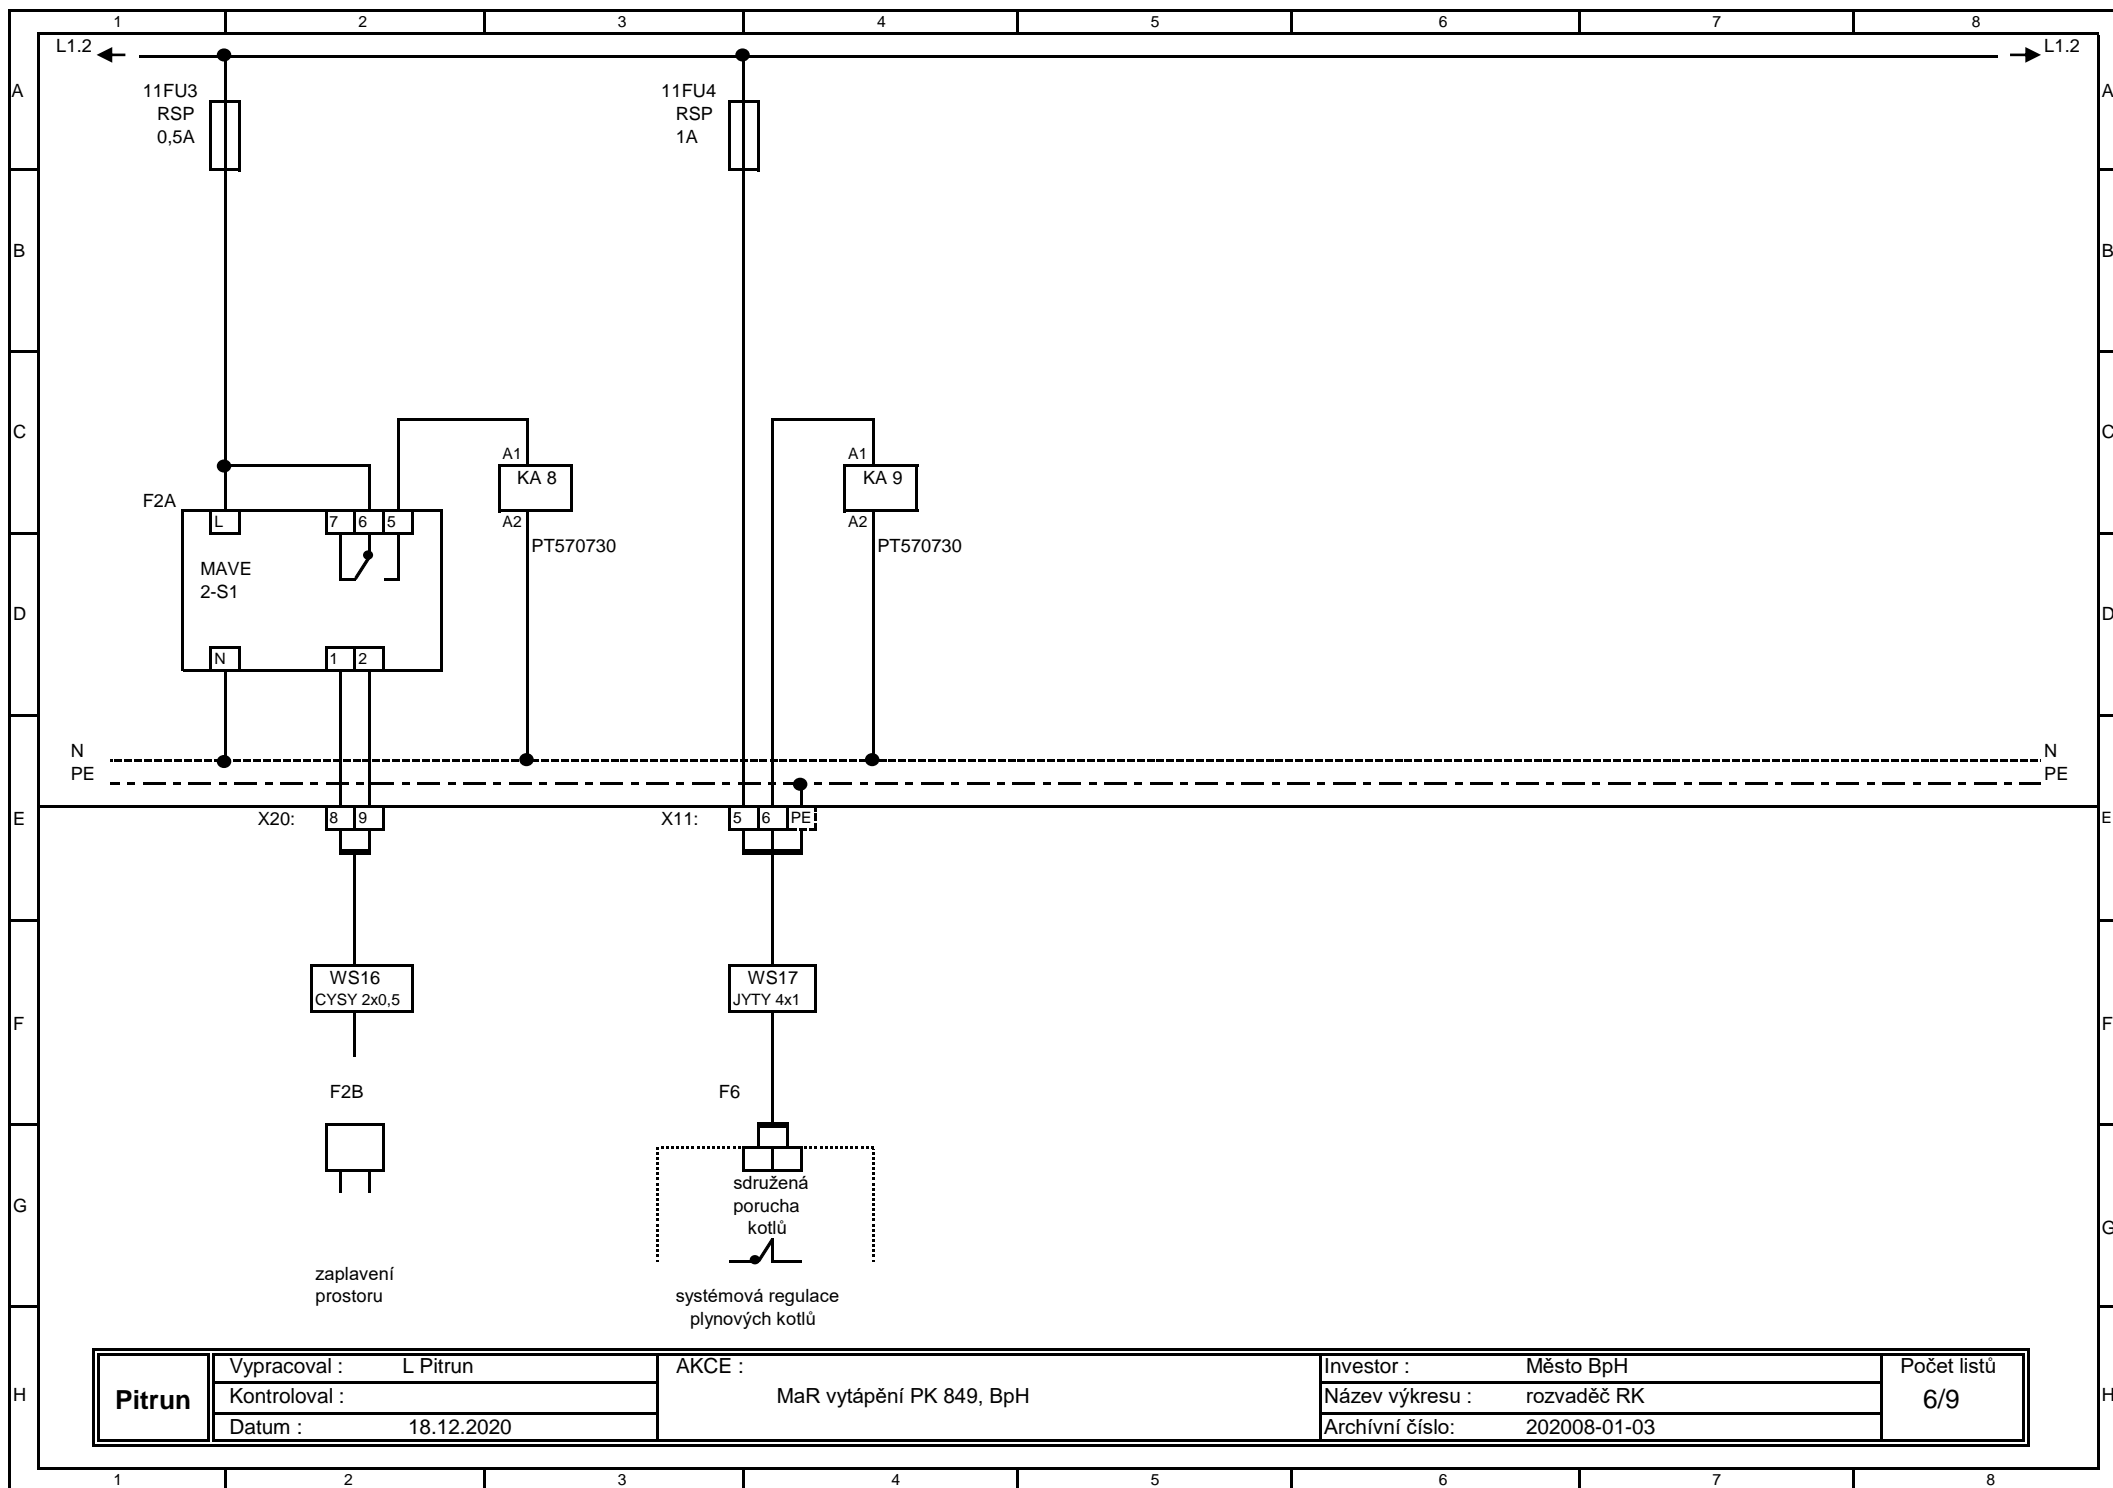 1 2 3 4 5 6 7 8
L1.2 L1.2
A A
11FU3 11FU4
RSP RSP
0,5A 1A
B B
C C
A1 A1
KA 8 KA 9
F2A
L 7 6 5 A2 A2
PT570730 PT570730
MAVE
2-S1
D D
N 1 2
N N
PE PE
E E
X20: 8 9 X11: 5 6 PE
WS16 WS17
CYSY 2x0,5 JYTY 4x1
F F
F2B F6
sdružená
G G
porucha
kotlů
zaplavení
prostoru
systémová regulace
plynových kotlů
Vypracoval : L Pitrun AKCE : Investor : Město BpH Počet listů
H Pitrun Kontroloval : MaR vytápění PK 849, BpH Název výkresu : rozvaděč RK 6/9 H
Datum : 18.12.2020 Archívní číslo: 202008-01-03
1 2 3 4 5 6 7 8